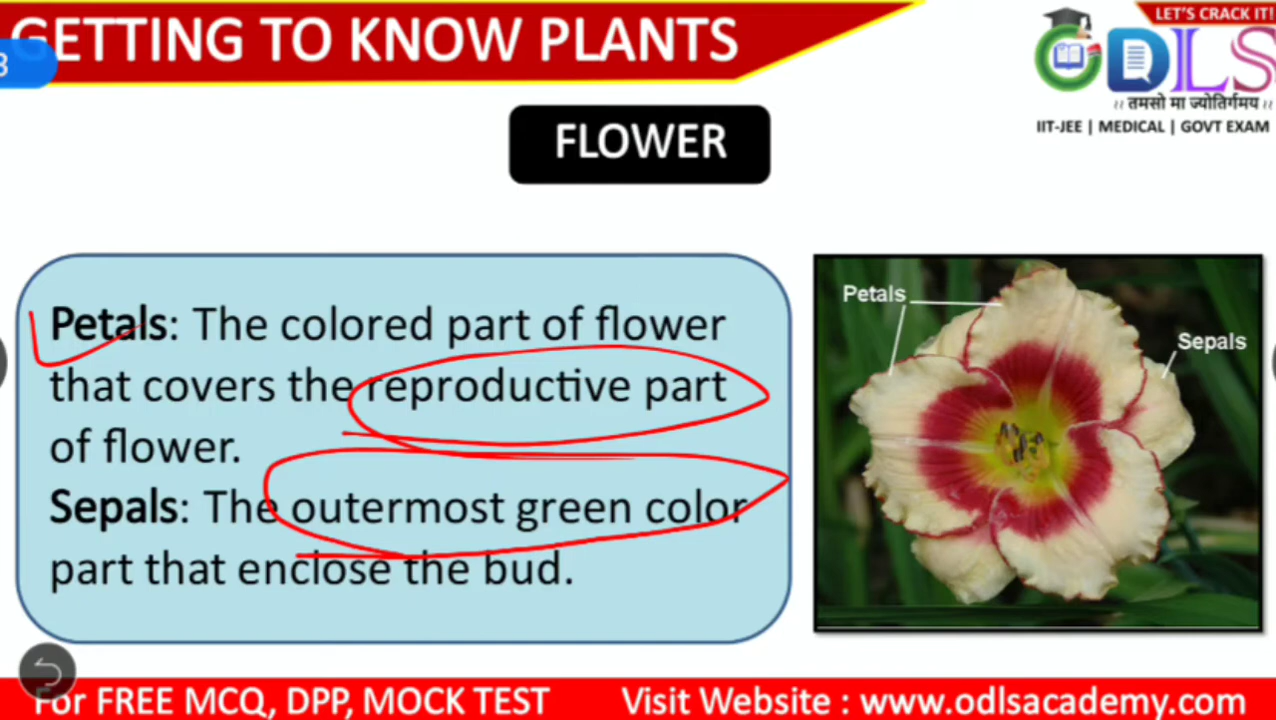 GETTING TO KNOW PLANTS
LET'S CRACK IT!
ODLS
।। तमसो मा ज्योतिर्गमय ।।
IIT-JEE | MEDICAL | GOVT EXAM
FLOWER
Petals: The colored part of flower
that covers the reproductive part
of flower.
Sepals: The outermost green color
part that enclose the bud.
Petals
Sepals
For FREE MCQ, DPP, MOCK TEST
Visit Website : www.odlsacademy.com